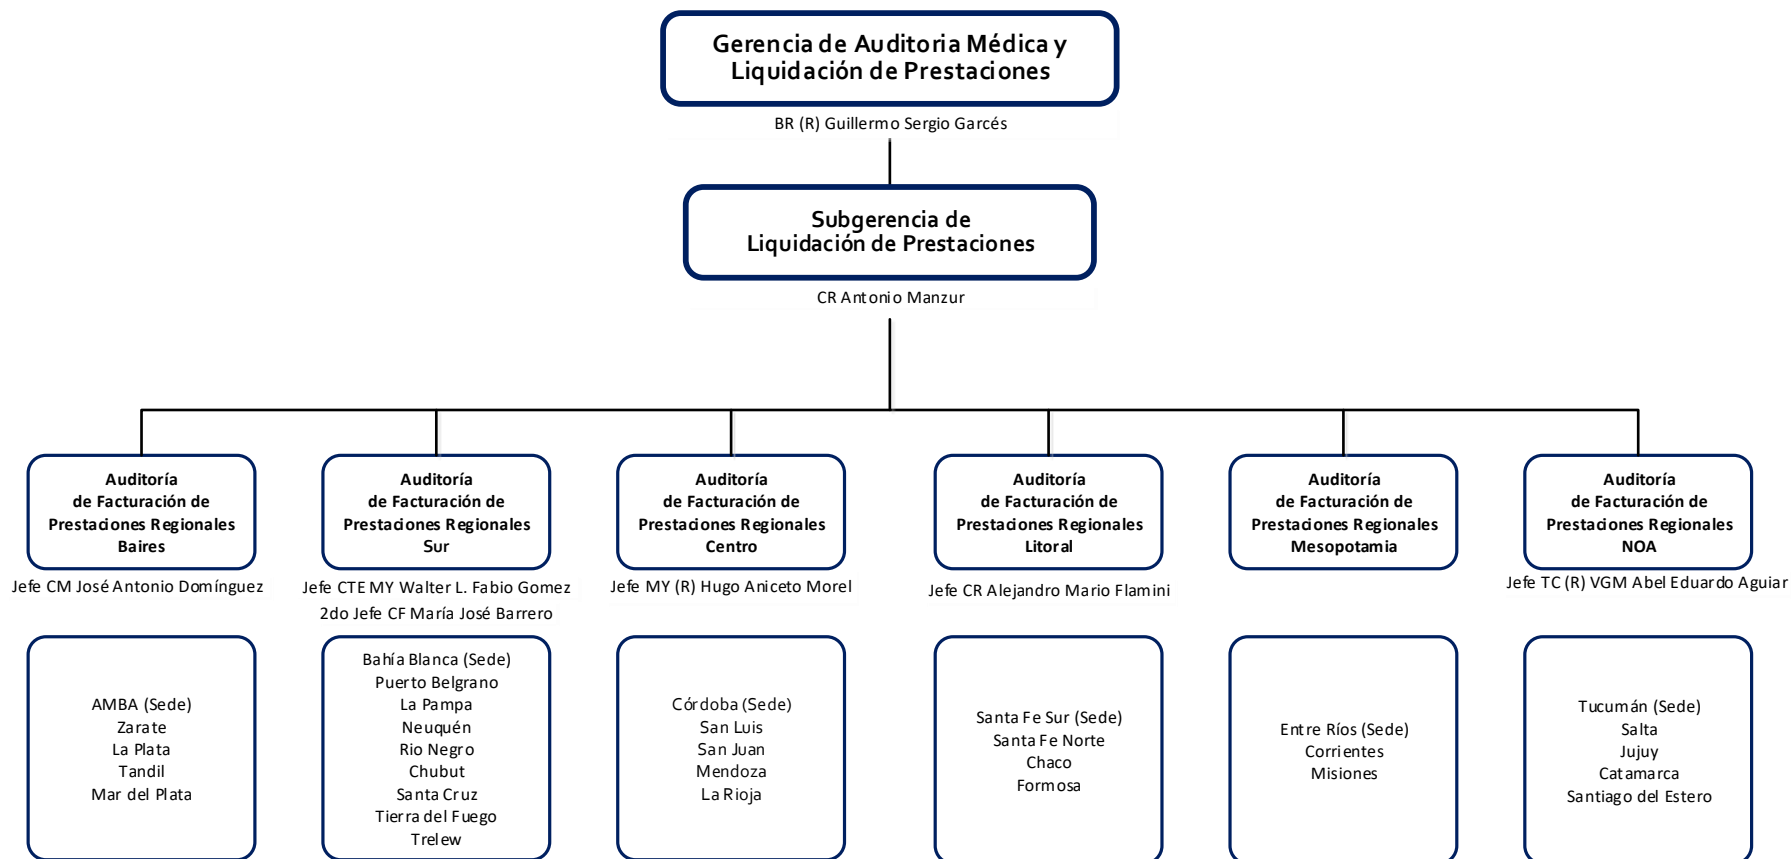 Gerencia de Auditoria Médica y
Liquidación de Prestaciones
BR (R) Guillermo Sergio Garcés
Subgerencia de
Liquidación de Prestaciones
CR Antonio Manzur
Auditoría
de Facturación de
Prestaciones Regionales
Baires
Jefe CM José Antonio Domínguez
AMBA (Sede)
Zarate
La Plata
Tandil
Mar del Plata
Auditoría
de Facturación de
Prestaciones Regionales
Sur
Jefe CTE MY Walter L. Fabio Gomez
2do Jefe CF María José Barrero
Bahía Blanca (Sede)
Puerto Belgrano
La Pampa
Neuquén
Rio Negro
Chubut
Santa Cruz
Tierra del Fuego
Trelew
Auditoría
de Facturación de
Prestaciones Regionales
Centro
Jefe MY (R) Hugo Aniceto Morel
Córdoba (Sede)
San Luis
San Juan
Mendoza
La Rioja
Auditoría
de Facturación de
Prestaciones Regionales
Litoral
Jefe CR Alejandro Mario Flamini
Santa Fe Sur (Sede)
Santa Fe Norte
Chaco
Formosa
Auditoría
de Facturación de
Prestaciones Regionales
Mesopotamia
Entre Ríos (Sede)
Corrientes
Misiones
Auditoría
de Facturación de
Prestaciones Regionales
NOA
Jefe TC (R) VGM Abel Eduardo Aguiar
Tucumán (Sede)
Salta
Jujuy
Catamarca
Santiago del Estero